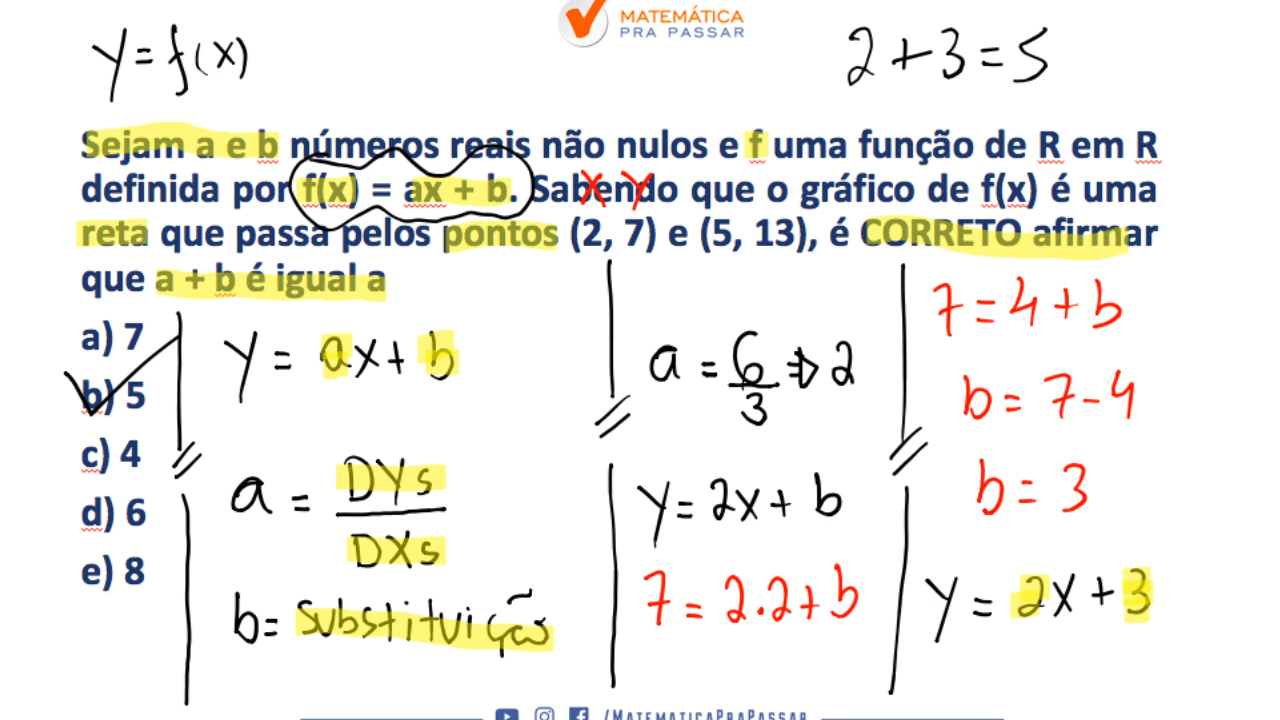 MATEMÁTICA
PRA PASSAR
y = f(x)
2 + 3 = 5
Sejam a e b números reais não nulos e f uma função de R em R
definida por f(x) = ax + b. Sabendo que o gráfico de f(x) é uma
X Y
reta que passa pelos pontos (2, 7) e (5, 13), é CORRETO afirmar
que a + b é igual a
a) 7
b) 5
c) 4
d) 6
e) 8
y = ax + b
a = DYs
DXs
b = substituição
a = 6 => 2
3
y = 2x + b
7 = 2.2 + b
7 = 4 + b
b = 7 - 4
b = 3
y = 2x + 3
/MATEMATICAPRAPASSAR